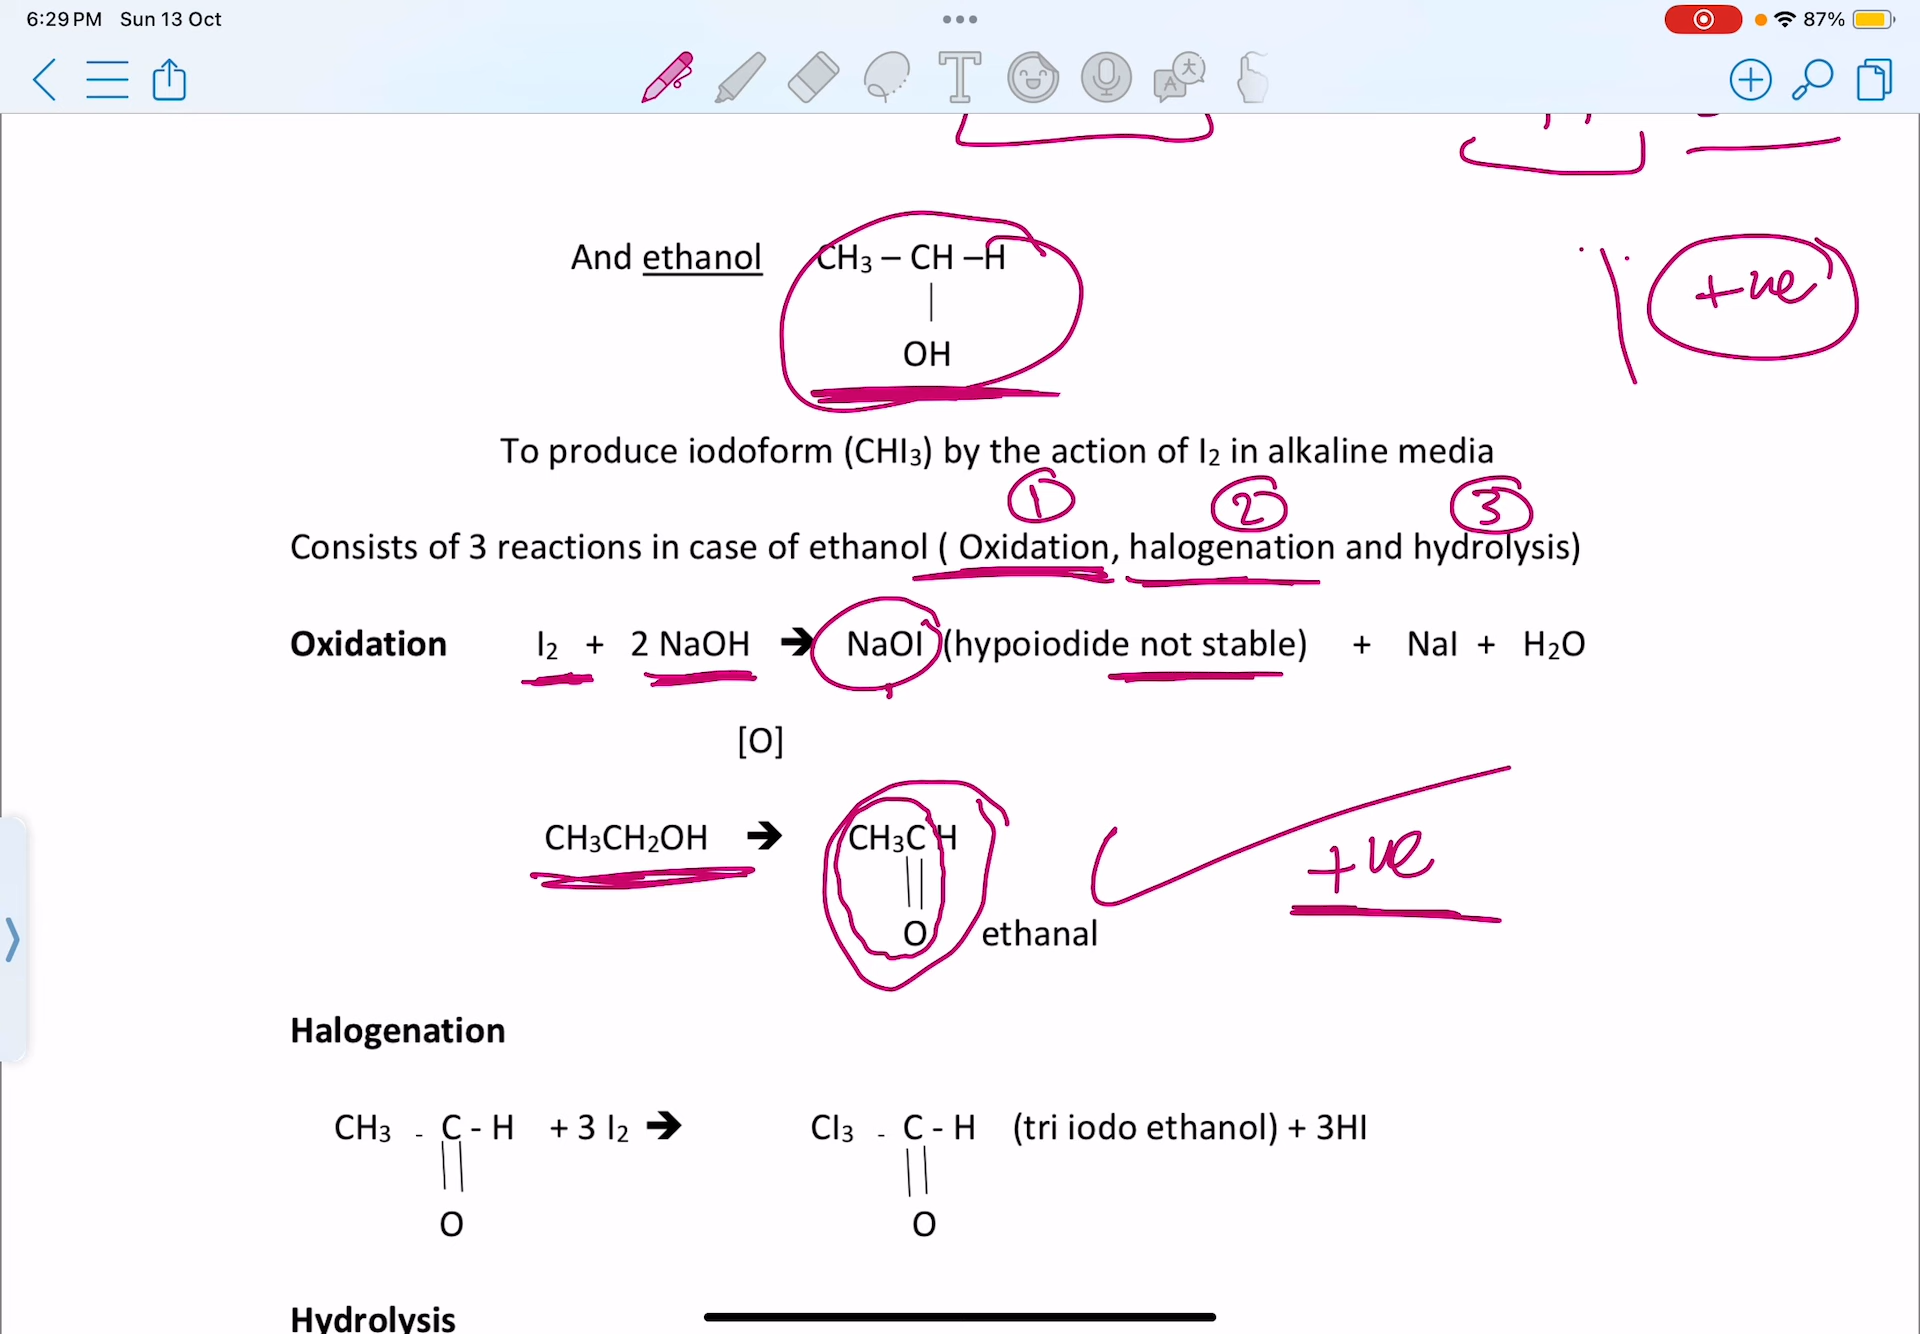 6:29 PM Sun 13 Oct
87%
And ethanol CH3 – CH –H
OH
+ve
To produce iodoform (CHI3) by the action of I2 in alkaline media
1 2 3
Consists of 3 reactions in case of ethanol ( Oxidation, halogenation and hydrolysis)
Oxidation I2 + 2 NaOH ➔ NaOI (hypoiodide not stable) + NaI + H2O
[O]
CH3CH2OH ➔ CH3C H
+ve
O ethanal
Halogenation
CH3 - C - H + 3 I2 ➔ CI3 - C - H (tri iodo ethanol) + 3HI
O O
Hydrolysis